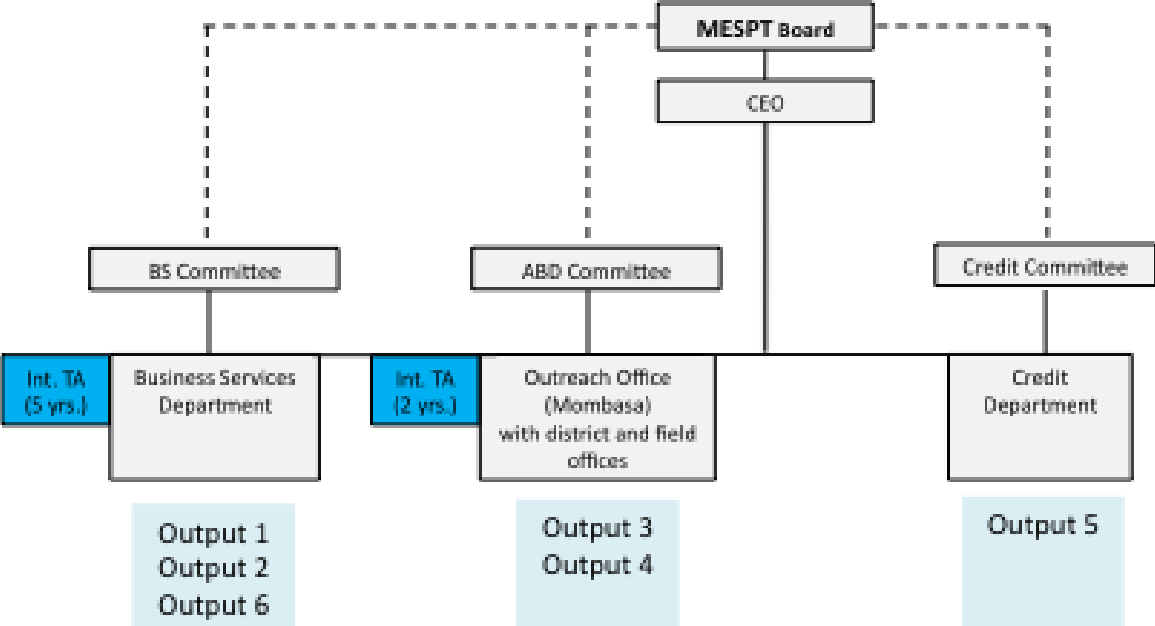 MESPT Board
CEO
BS Committee
ABD Committee
Credit Committee
Int. TA
(5 yrs.)
Business Services
Department
Int. TA
(2 yrs.)
Outreach Office
(Mombasa)
with district and field
offices
Credit
Department
Output 1
Output 2
Output 6
Output 3
Output 4
Output 5